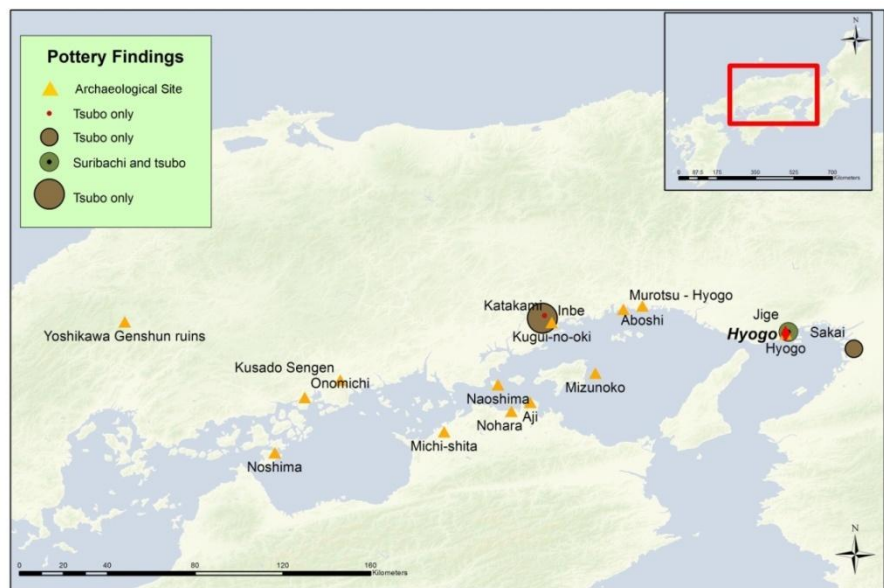 Pottery Findings
Archaeological Site
Tsubo only
Tsubo only
Suribachi and tsubo
Tsubo only
N
0 87.5 175 350 525 700
Kilometers
Yoshikawa Genshun ruins
Kusado Sengen
Onomichi
Noshima
Michi-shita
Naoshima
Nohara
Aji
Mizunoko
Katakami
Inbe
Kugui-no-oki
Murotsu - Hyogo
Aboshi
Jige
Hyogo
Hyogo
Sakai
N
0 20 40 80 120 160
Kilometers